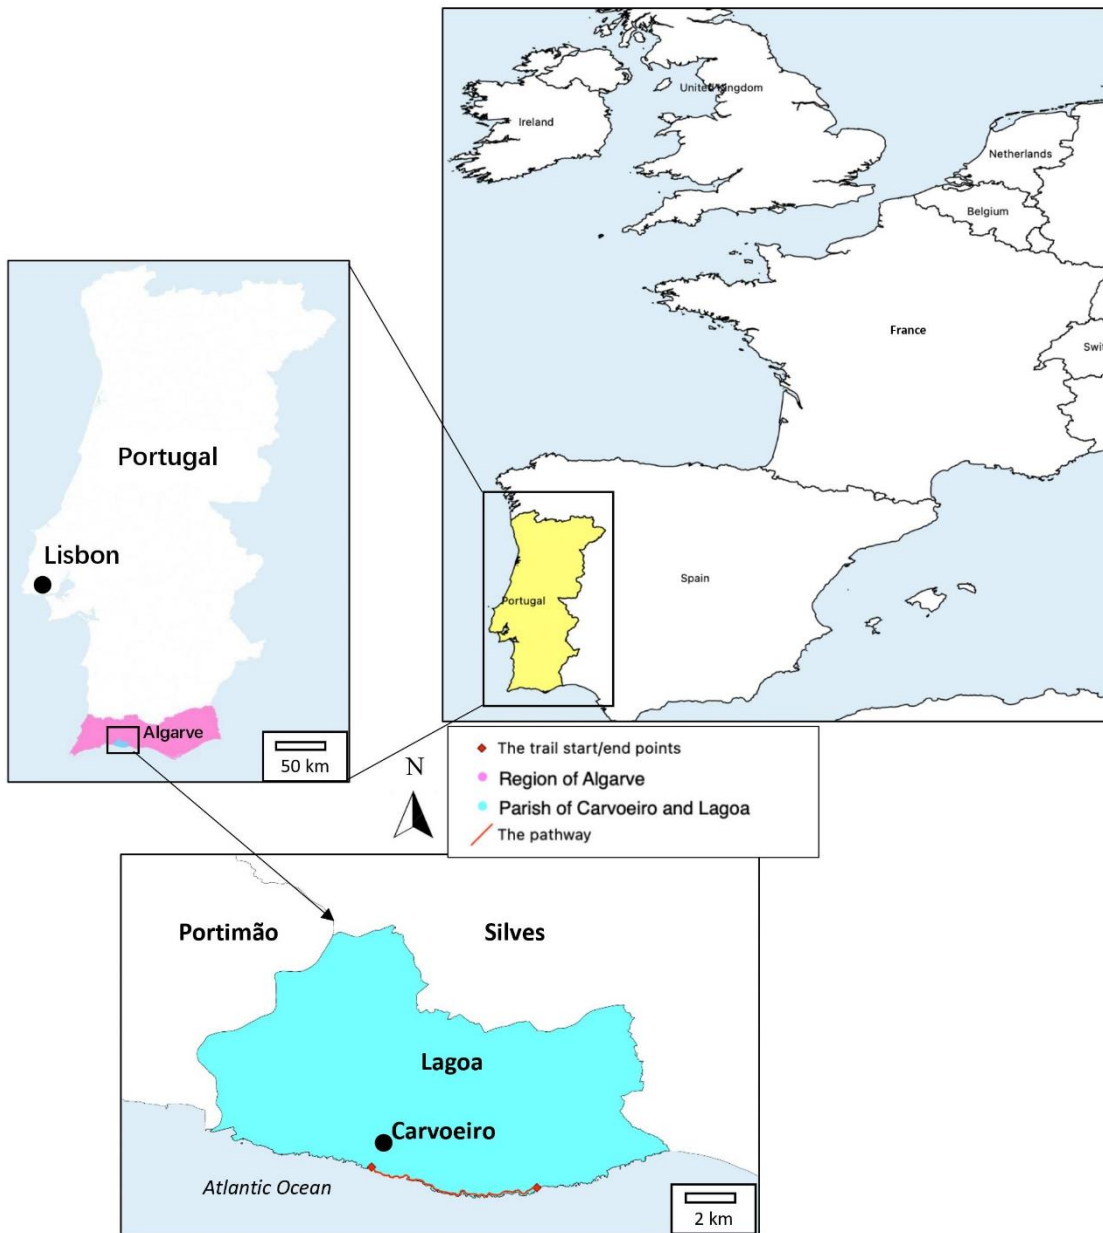 United Kingdom
Ireland
Netherlands
Belgium
France
Swit
Spain
Portugal
Portugal
Lisbon
Algarve
50 km
N
The trail start/end points
Region of Algarve
Parish of Carvoeiro and Lagoa
The pathway
Portimão
Silves
Lagoa
Carvoeiro
Atlantic Ocean
2 km